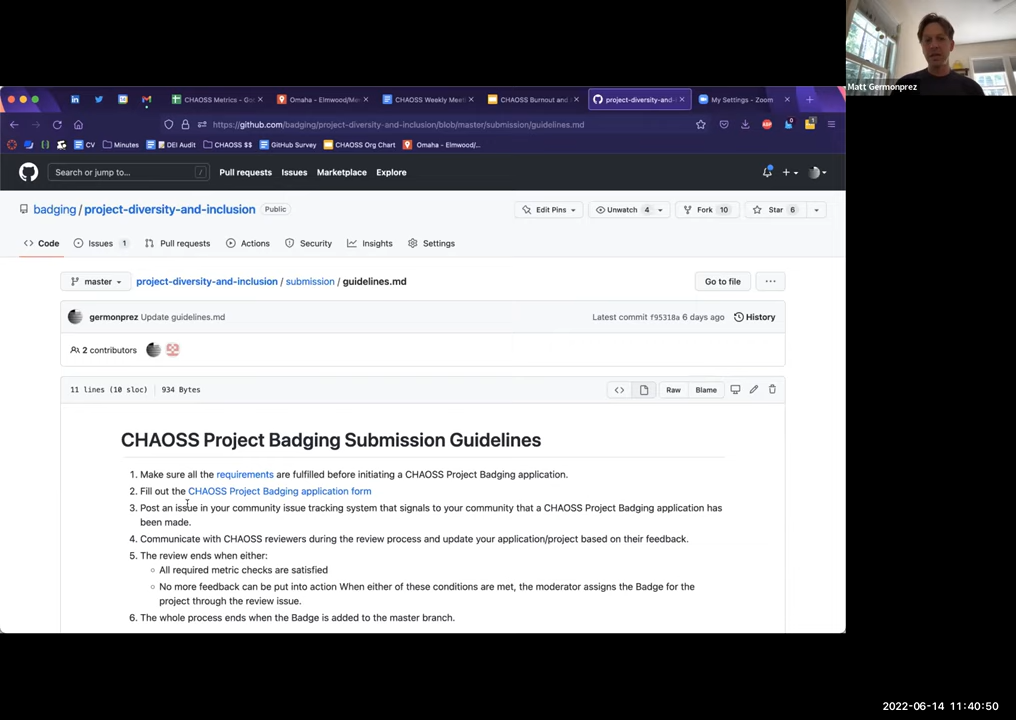 Matt Germonprez
CHAOSS Metrics - Go
Omaha - Elmwood/Me
CHAOSS Weekly Meeti
CHAOSS Burnout and
project-diversity-and-
My Settings - Zoom
https://github.com/badging/project-diversity-and-inclusion/blob/master/submission/guidelines.md
CV Minutes DEI Audit CHAOSS $$ GitHub Survey CHAOSS Org Chart Omaha - Elmwood/...
Search or jump to... / Pull requests Issues Marketplace Explore
badging / project-diversity-and-inclusion Public Edit Pins Unwatch 4 Fork 10 Star 6
Code Issues 1 Pull requests Actions Security Insights Settings
master project-diversity-and-inclusion / submission / guidelines.md Go to file ...
germonprez Update guidelines.md Latest commit f95318a 6 days ago History
2 contributors
11 lines (10 sloc) 934 Bytes <> Raw Blame
CHAOSS Project Badging Submission Guidelines
1. Make sure all the requirements are fulfilled before initiating a CHAOSS Project Badging application.
2. Fill out the CHAOSS Project Badging application form
3. Post an issue in your community issue tracking system that signals to your community that a CHAOSS Project Badging application has
been made.
4. Communicate with CHAOSS reviewers during the review process and update your application/project based on their feedback.
5. The review ends when either:
All required metric checks are satisfied
No more feedback can be put into action When either of these conditions are met, the moderator assigns the Badge for the
project through the review issue.
6. The whole process ends when the Badge is added to the master branch.
2022-06-14 11:40:50